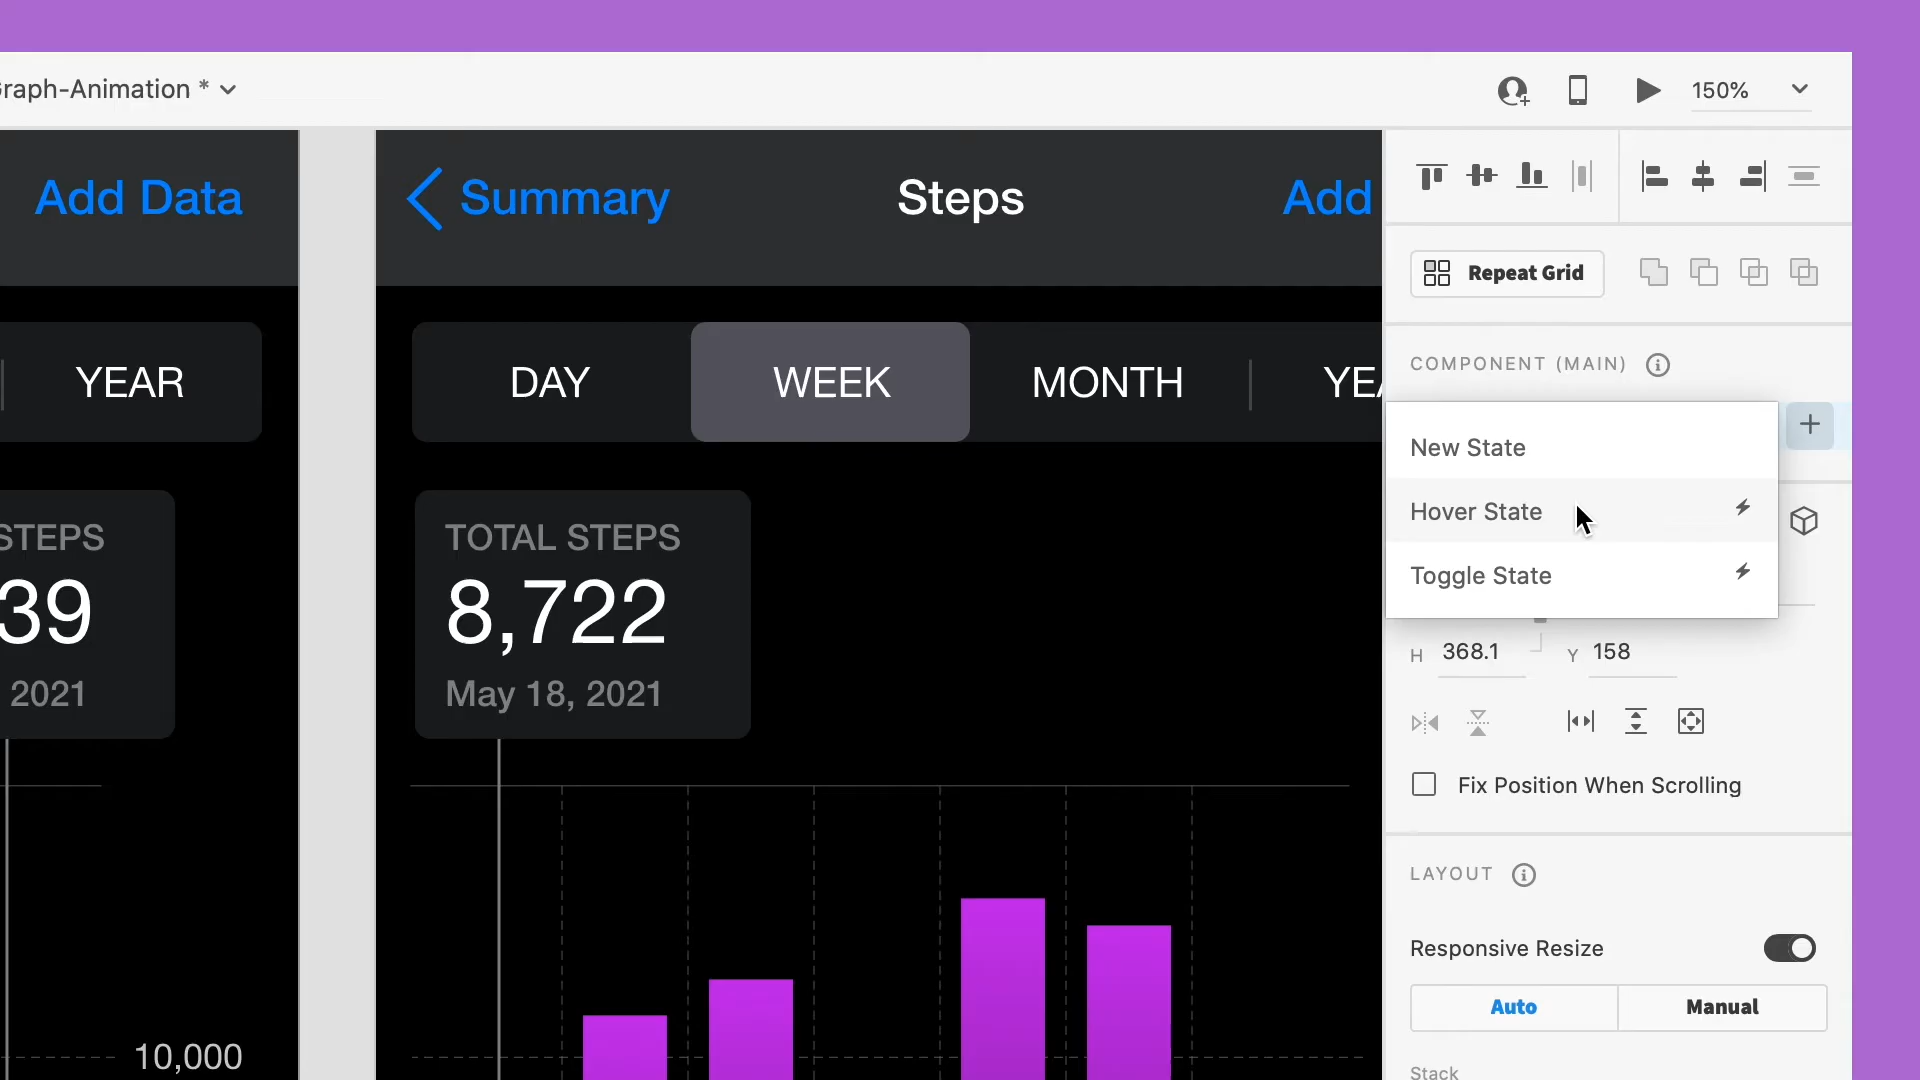 raph-Animation *
150%
Add Data
Summary
Steps
Add
Repeat Grid
COMPONENT (MAIN)
YEAR
DAY
WEEK
MONTH
YEA
New State
Hover State
Toggle State
STEPS
39
2021
TOTAL STEPS
8,722
May 18, 2021
H 368.1
Y 158
Fix Position When Scrolling
LAYOUT
Responsive Resize
Auto
Manual
10,000
Stack